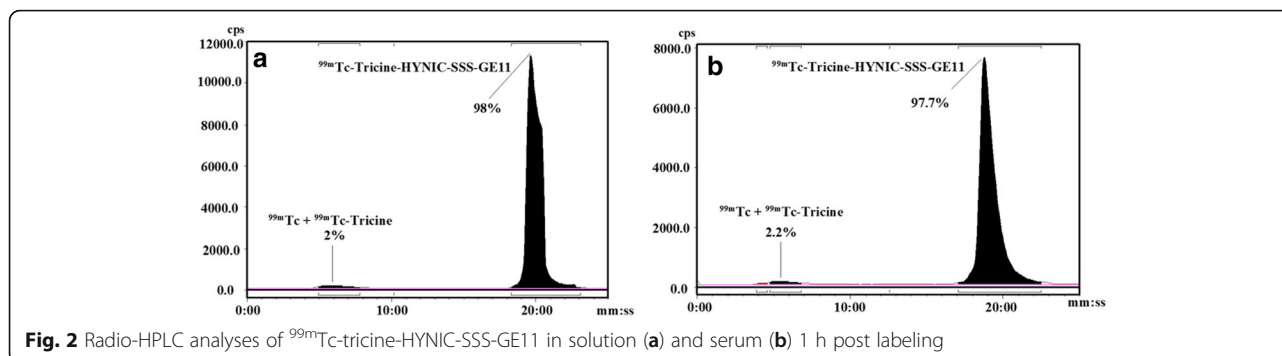 cps
12000.0
a
⁹⁹ᵐTc-Tricine-HYNIC-SSS-GE11
10000.0
98%
8000.0
6000.0
4000.0
⁹⁹ᵐTc + ⁹⁹ᵐTc-Tricine
2%
2000.0
0.0
0:00 10:00 20:00 mm:ss
cps
8000.0
b
⁹⁹ᵐTc-Tricine-HYNIC-SSS-GE11
97.7%
6000.0
4000.0
⁹⁹ᵐTc + ⁹⁹ᵐTc-Tricine
2.2%
2000.0
0.0
0:00 10:00 20:00 mm:ss
Fig. 2 Radio-HPLC analyses of ⁹⁹ᵐTc-tricine-HYNIC-SSS-GE11 in solution (a) and serum (b) 1 h post labeling